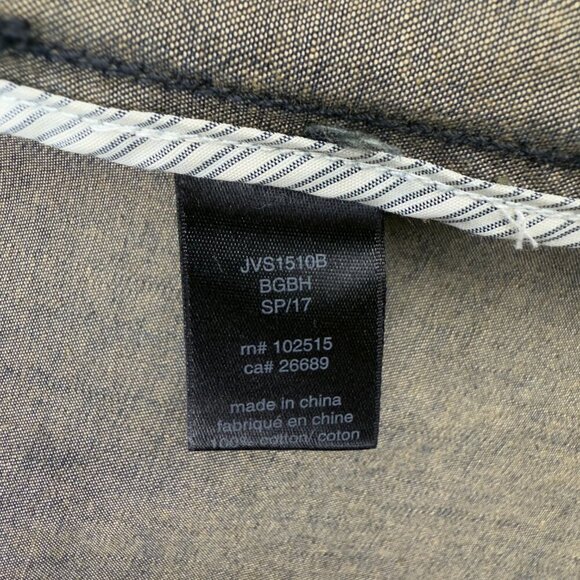 JVS1510B
BGBH
SP/17
rn# 102515
ca# 26689
made in china
fabriqué en chine
100% cotton/ coton